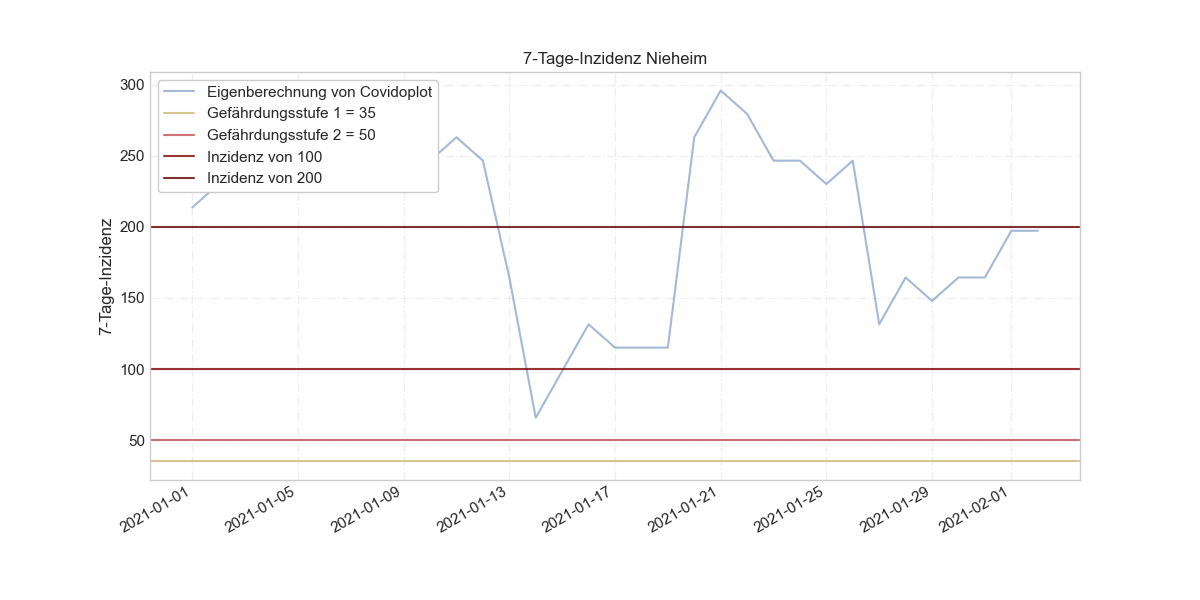 7-Tage-Inzidenz Nieheim
300
250
200
150
100
50
7-Tage-Inzidenz
Eigenberechnung von Covidoplot
Gefährdungsstufe 1 = 35
Gefährdungsstufe 2 = 50
Inzidenz von 100
Inzidenz von 200
2021-01-01
2021-01-05
2021-01-09
2021-01-13
2021-01-17
2021-01-21
2021-01-25
2021-01-29
2021-02-01